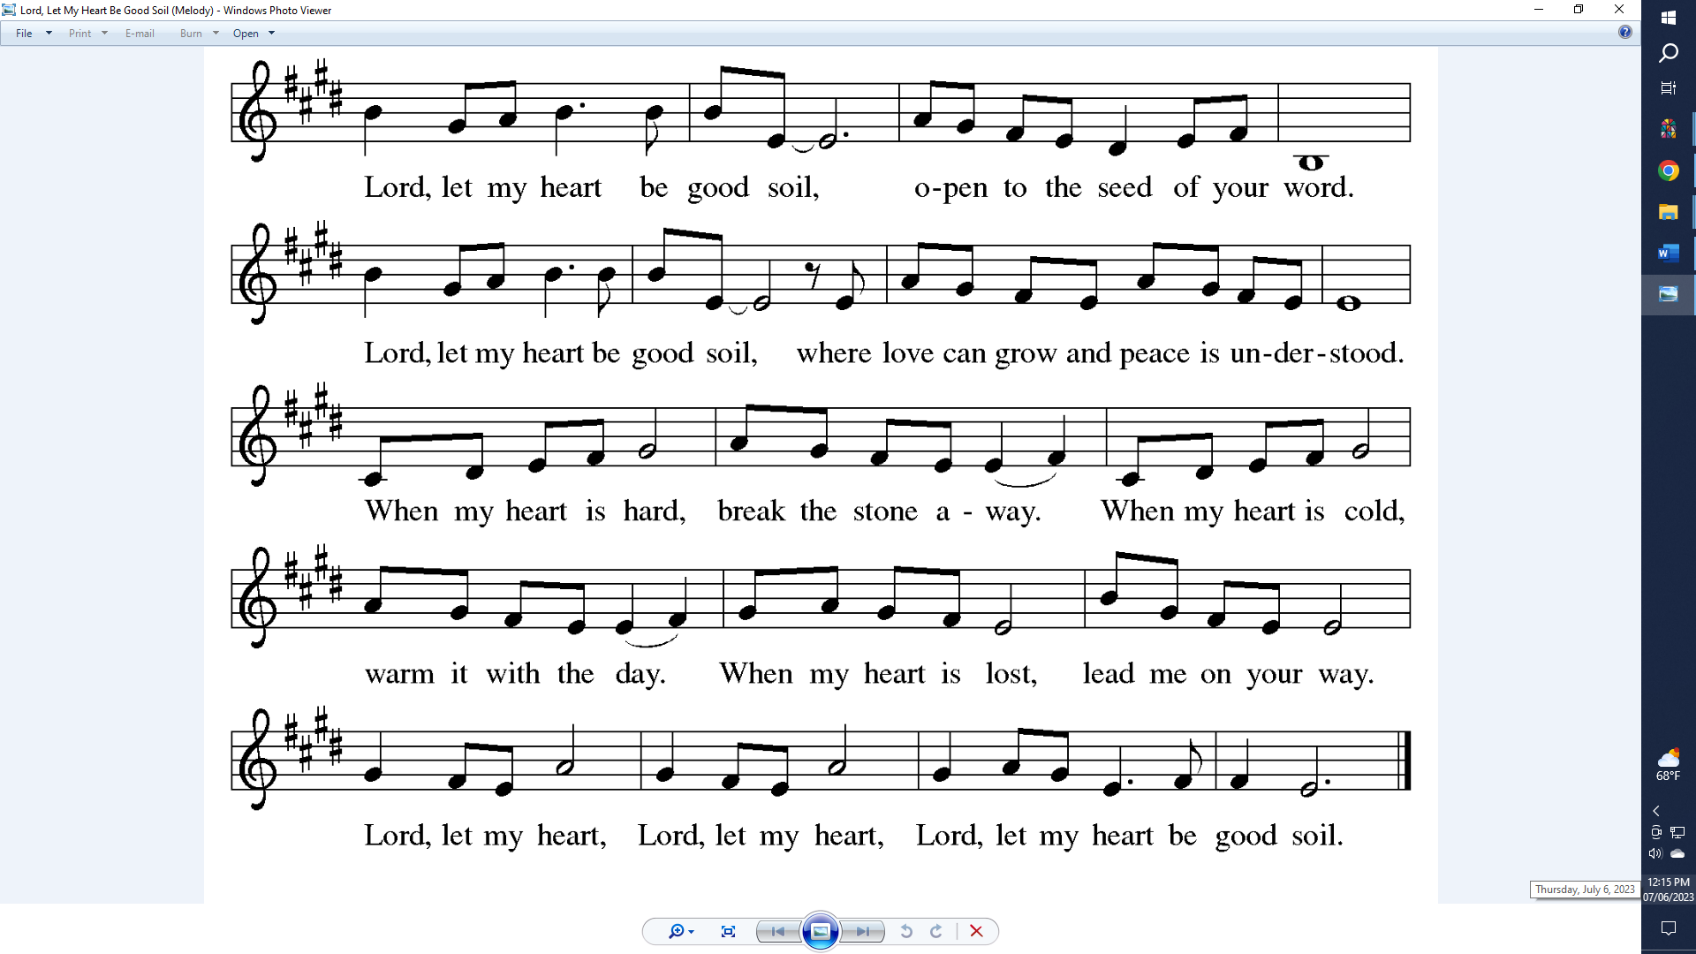 Lord, Let My Heart Be Good Soil (Melody) - Windows Photo Viewer
File Print E-mail Burn Open
Lord, let my heart be good soil, o-pen to the seed of your word.
Lord, let my heart be good soil, where love can grow and peace is un-der-stood.
When my heart is hard, break the stone a - way. When my heart is cold,
warm it with the day. When my heart is lost, lead me on your way.
Lord, let my heart, Lord, let my heart, Lord, let my heart be good soil.
68°F
Thursday, July 6, 2023
12:15 PM
07/06/2023